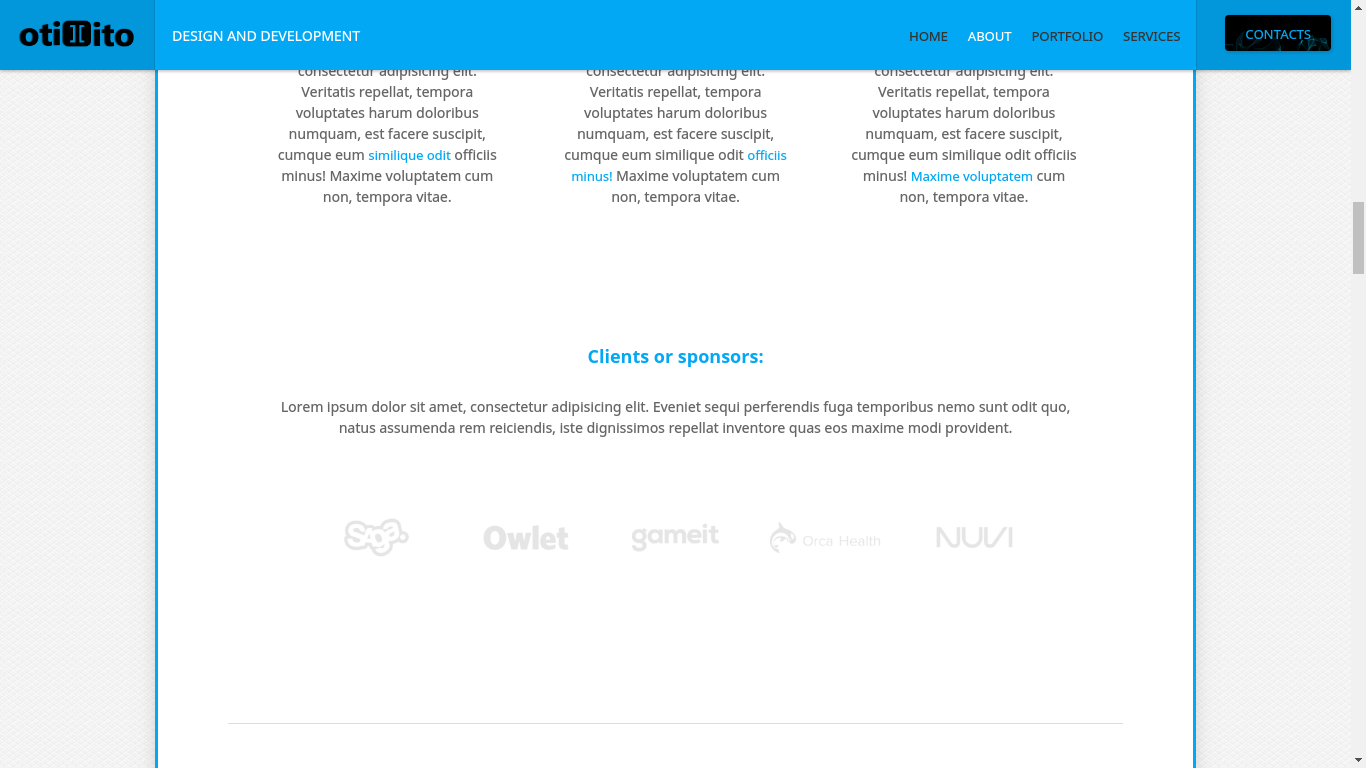 oti][ito
DESIGN AND DEVELOPMENT
HOME ABOUT PORTFOLIO SERVICES
CONTACTS
consectetur adipisicing elit.
Veritatis repellat, tempora
voluptates harum doloribus
numquam, est facere suscipit,
cumque eum similique odit officiis
minus! Maxime voluptatem cum
non, tempora vitae.
consectetur adipisicing elit.
Veritatis repellat, tempora
voluptates harum doloribus
numquam, est facere suscipit,
cumque eum similique odit officiis
minus! Maxime voluptatem cum
non, tempora vitae.
consectetur adipisicing elit.
Veritatis repellat, tempora
voluptates harum doloribus
numquam, est facere suscipit,
cumque eum similique odit officiis
minus! Maxime voluptatem cum
non, tempora vitae.
Clients or sponsors:
Lorem ipsum dolor sit amet, consectetur adipisicing elit. Eveniet sequi perferendis fuga temporibus nemo sunt odit quo,
natus assumenda rem reiciendis, iste dignissimos repellat inventore quas eos maxime modi provident.
Saga Owlet gameit Orca Health NUVI